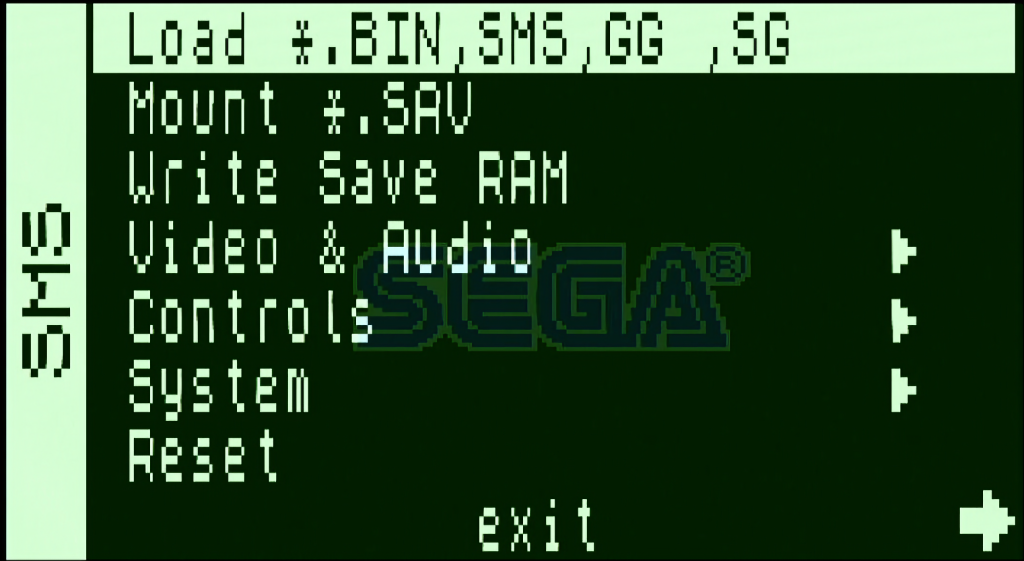 SMS
Load *.BIN,SMS,GG ,SG
Mount *.SAV
Write Save RAM
Video & Audio
Controls
System
Reset
exit
SEGA®